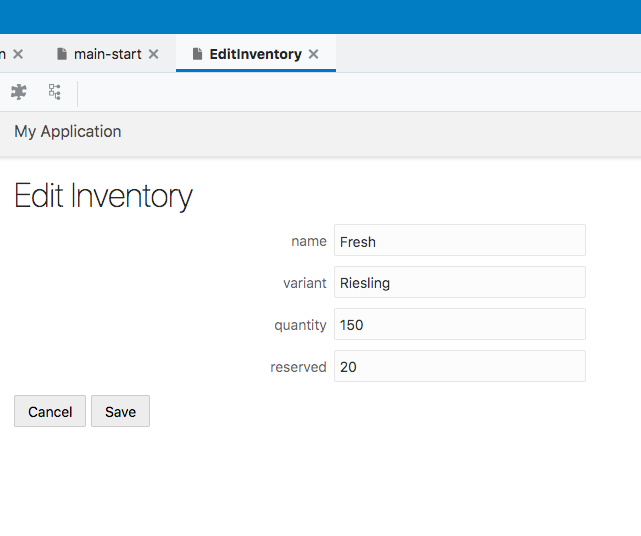 n main-start EditInventory
My Application
Edit Inventory
name Fresh
variant Riesling
quantity 150
reserved 20
Cancel Save